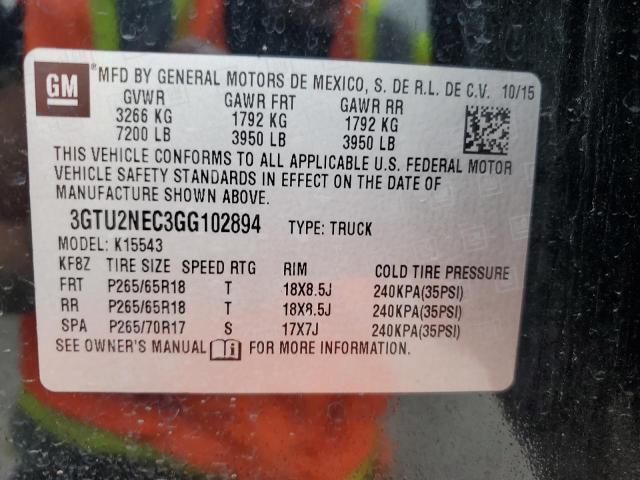 GM
® MFD BY GENERAL MOTORS DE MEXICO, S. DE R.L. DE C.V. 10/15
GVWR GAWR FRT GAWR RR
3266 KG 1792 KG 1792 KG
7200 LB 3950 LB 3950 LB
THIS VEHICLE CONFORMS TO ALL APPLICABLE U.S. FEDERAL MOTOR
VEHICLE SAFETY STANDARDS IN EFFECT ON THE DATE OF
MANUFACTURE SHOWN ABOVE.
3GTU2NEC3GG102894 TYPE: TRUCK
MODEL: K15543
KF8Z TIRE SIZE SPEED RTG RIM COLD TIRE PRESSURE
FRT P265/65R18 T 18X8.5J 240KPA(35PSI)
RR P265/65R18 T 18X8.5J 240KPA(35PSI)
SPA P265/70R17 S 17X7J 240KPA(35PSI)
SEE OWNER'S MANUAL i FOR MORE INFORMATION.